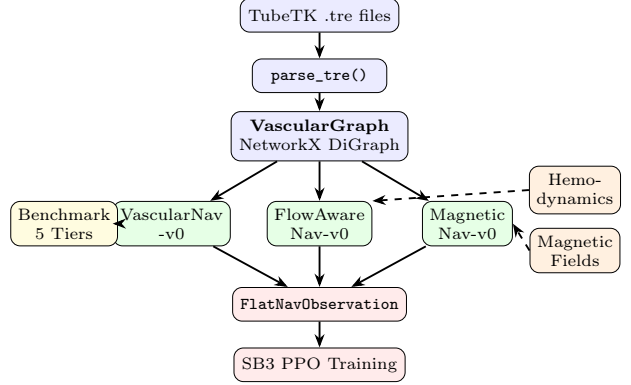 TubeTK .tre files
parse_tre()
VascularGraph
NetworkX DiGraph
Hemo-
dynamics
Benchmark
5 Tiers
VascularNav
-v0
FlowAware
Nav-v0
Magnetic
Nav-v0
Magnetic
Fields
FlatNavObservation
SB3 PPO Training